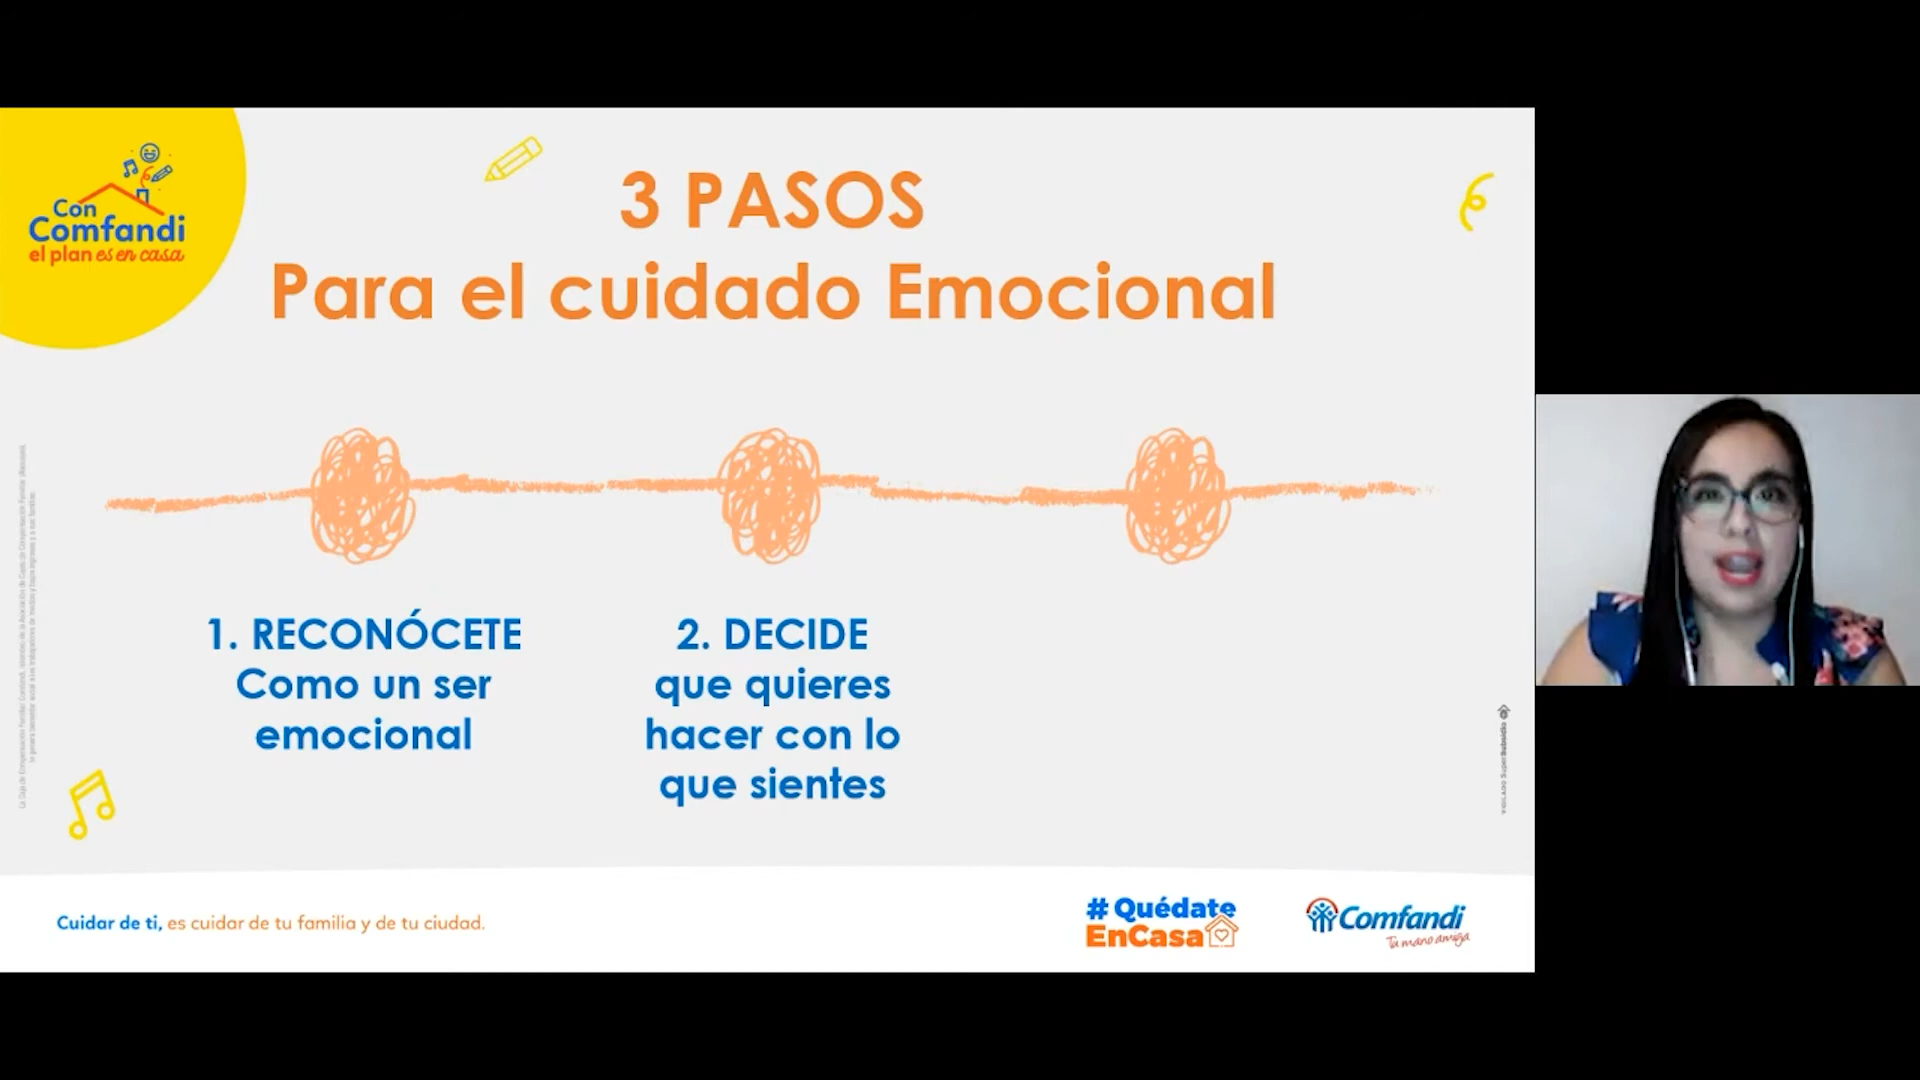 Con
Comfandi
el plan es en casa
3 PASOS
Para el cuidado Emocional
1. RECONÓCETE
Como un ser
emocional
2. DECIDE
que quieres
hacer con lo
que sientes
Cuidar de ti, es cuidar de tu familia y de tu ciudad.
# Quédate
EnCasa
Comfandi
Tu mano amiga
VIGILADO SuperSubsidio